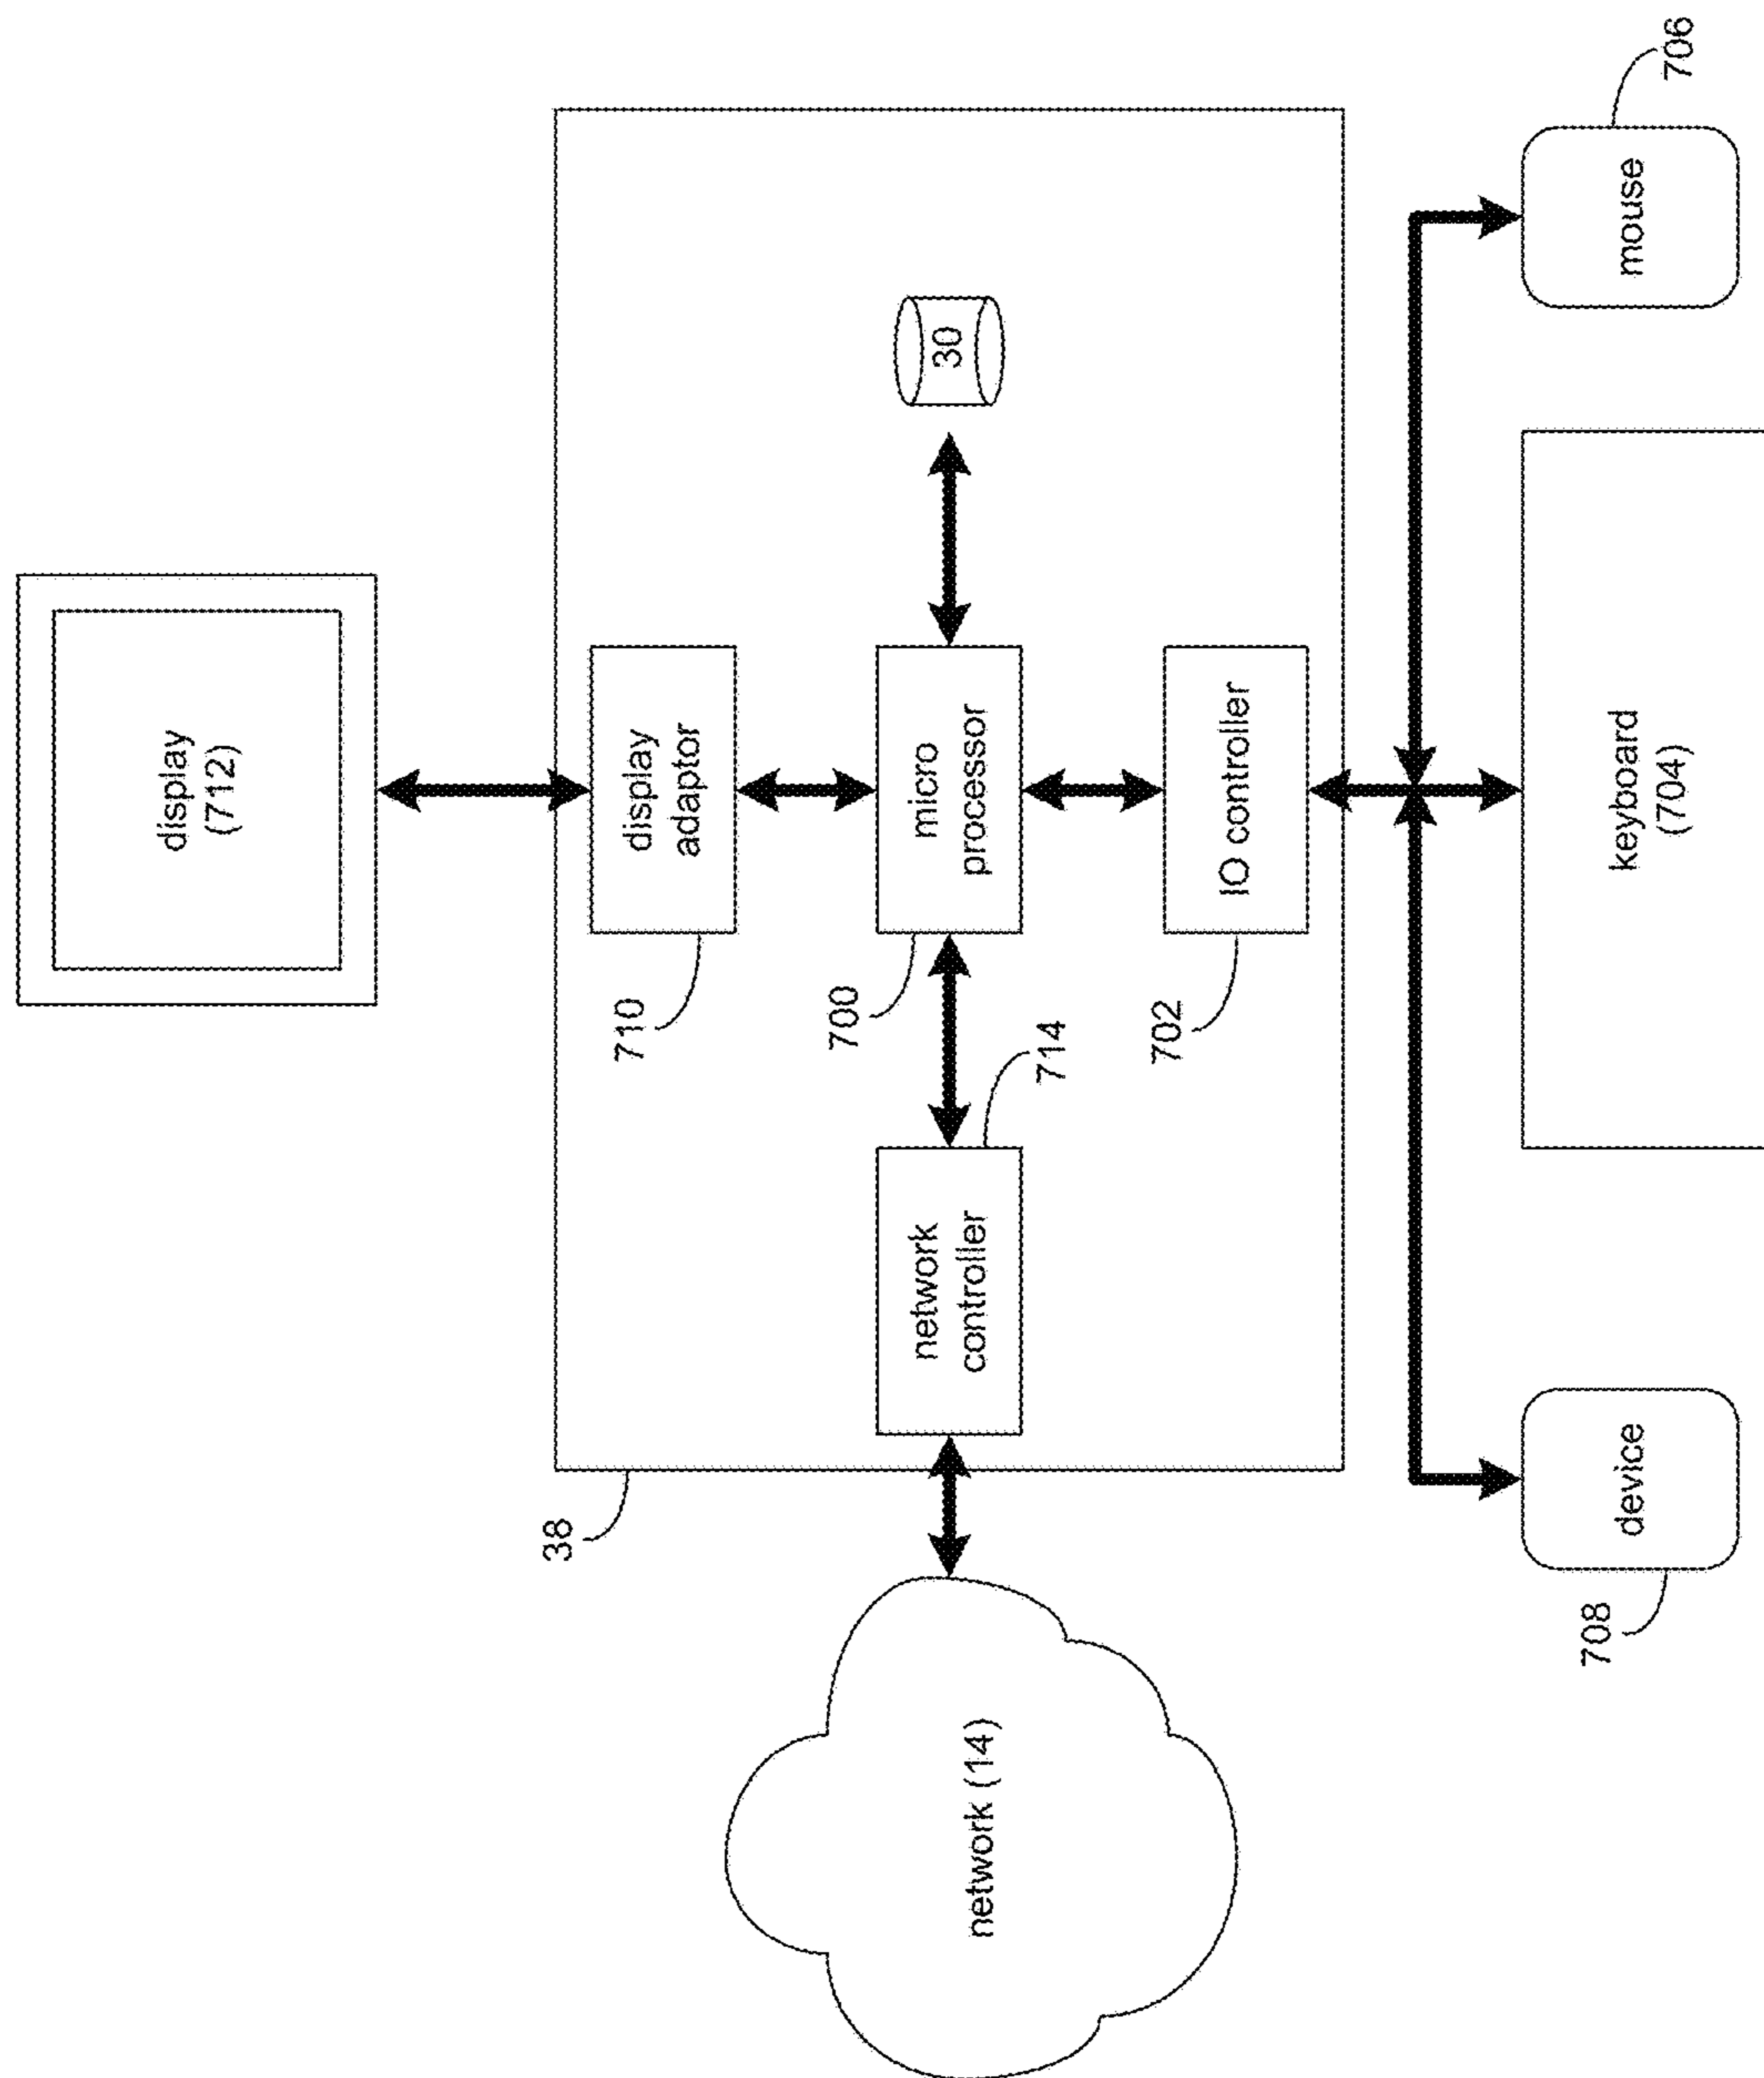 display
(712)
38
710
display
adaptor
700
network (14)
network
controller
micro
processor
30
714
702
IO controller
708
device
keyboard
(704)
mouse
706